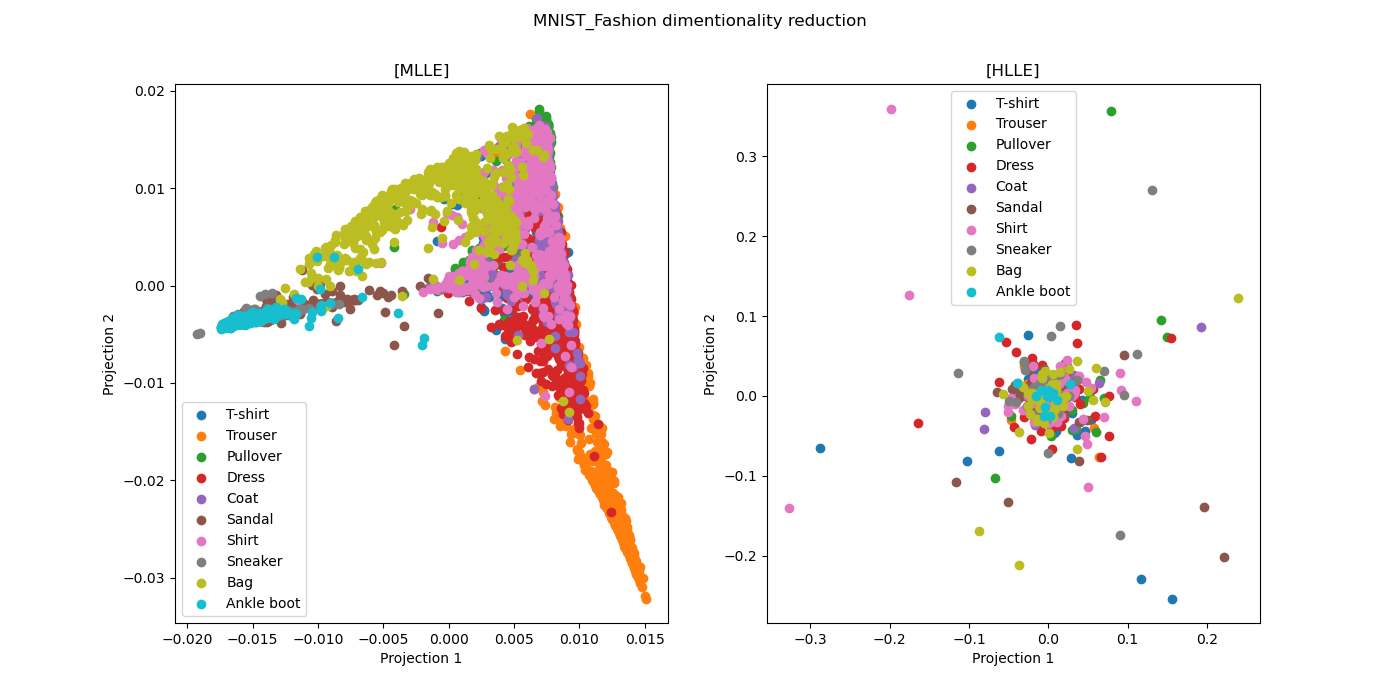 MNIST_Fashion dimentionality reduction
[MLLE]
0.02
0.01
0.00
−0.01
−0.02
−0.03
Projection 2
T-shirt
Trouser
Pullover
Dress
Coat
Sandal
Shirt
Sneaker
Bag
Ankle boot
−0.020 −0.015 −0.010 −0.005 0.000 0.005 0.010 0.015
Projection 1
[HLLE]
0.3
0.2
0.1
0.0
−0.1
−0.2
Projection 2
T-shirt
Trouser
Pullover
Dress
Coat
Sandal
Shirt
Sneaker
Bag
Ankle boot
−0.3 −0.2 −0.1 0.0 0.1 0.2
Projection 1